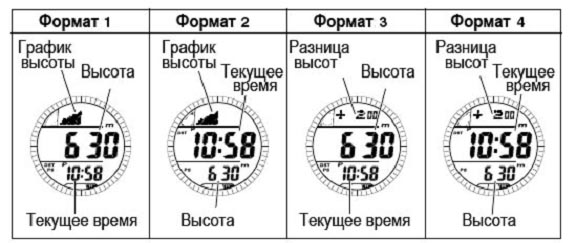 Формат 1
График
высоты
Высота
6 30
m
P
10:58
Текущее время
Формат 2
График
высоты
Текущее
время
10:58
6 30
m
Высота
Формат 3
Разница
высот
Высота
+ 2:00
m
6 30
P
10:58
Текущее время
Формат 4
Разница
высот
Текущее
время
+ 2:00
10:58
6 30
m
Высота